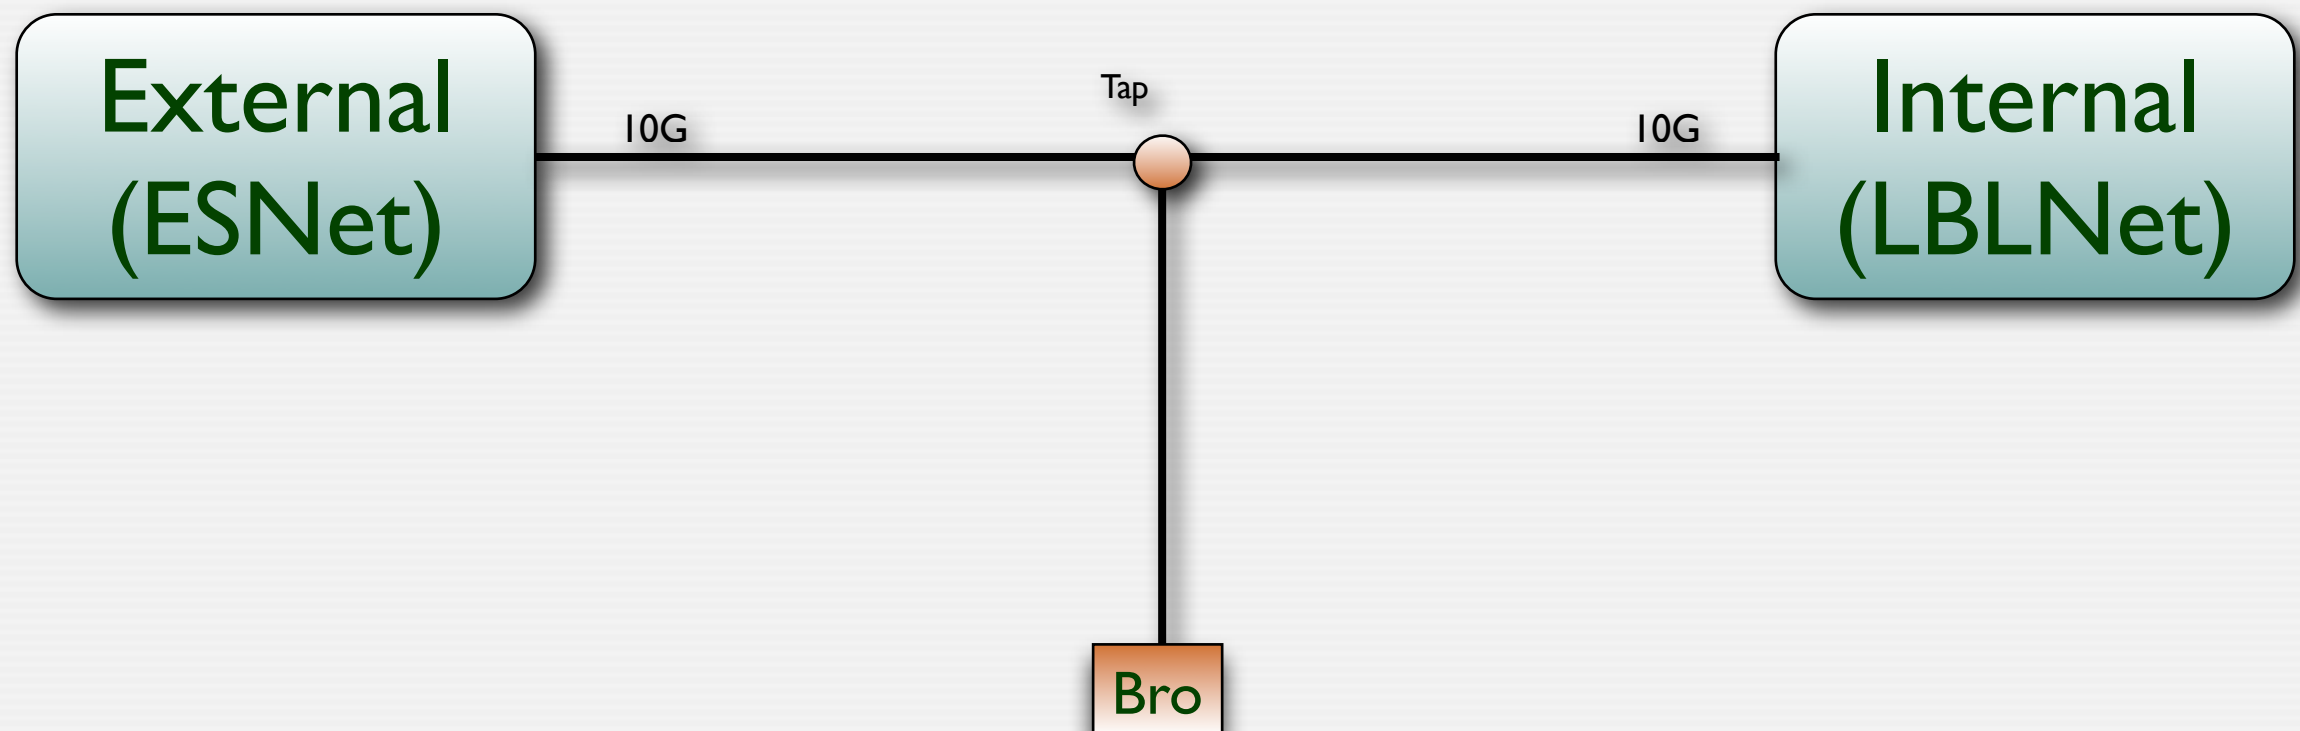 External
(ESNet)
10G
Tap
10G
Internal
(LBLNet)
Bro